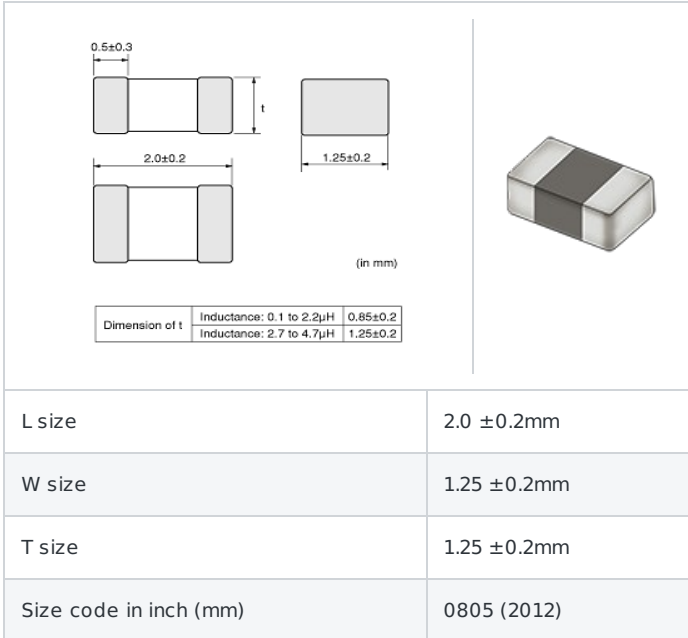 0.5±0.3
t
2.0±0.2
1.25±0.2
(in mm)
Dimension of t
Inductance: 0.1 to 2.2μH 0.85±0.2
Inductance: 2.7 to 4.7μH 1.25±0.2
L size 2.0 ±0.2mm
W size 1.25 ±0.2mm
T size 1.25 ±0.2mm
Size code in inch (mm) 0805 (2012)